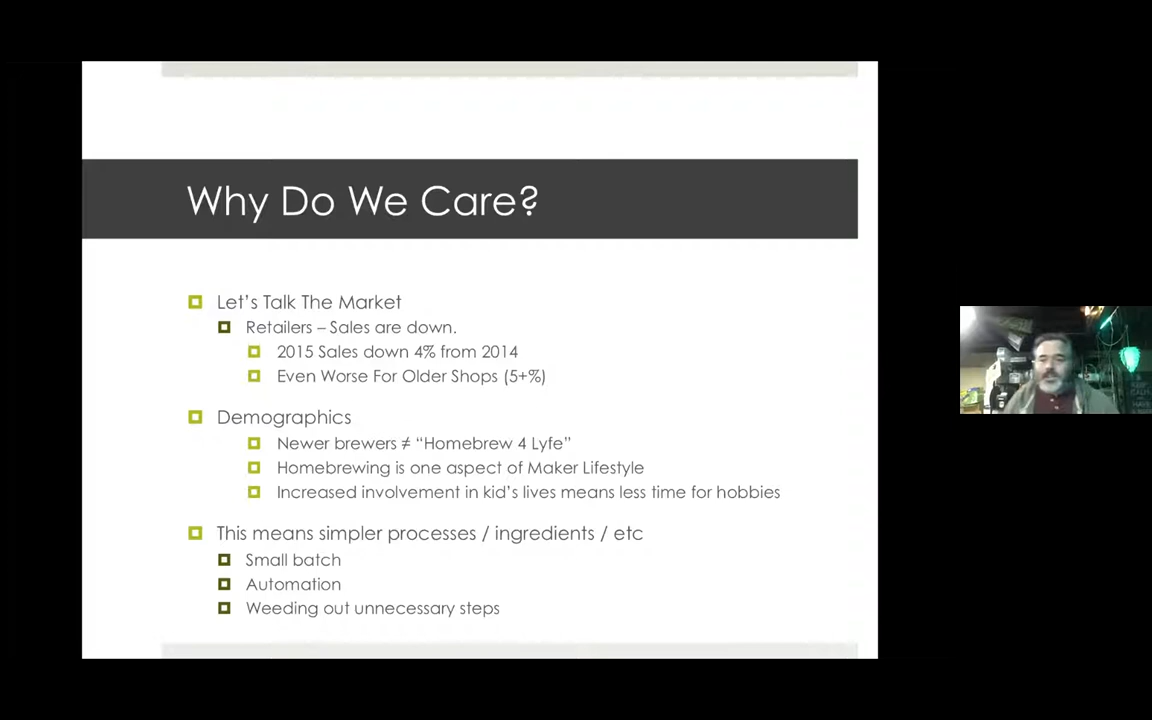 Why Do We Care?
Let's Talk The Market
Retailers – Sales are down.
2015 Sales down 4% from 2014
Even Worse For Older Shops (5+%)
Demographics
Newer brewers ≠ “Homebrew 4 Lyfe”
Homebrewing is one aspect of Maker Lifestyle
Increased involvement in kid's lives means less time for hobbies
This means simpler processes / ingredients / etc
Small batch
Automation
Weeding out unnecessary steps
KEEP
CALM
HAVE